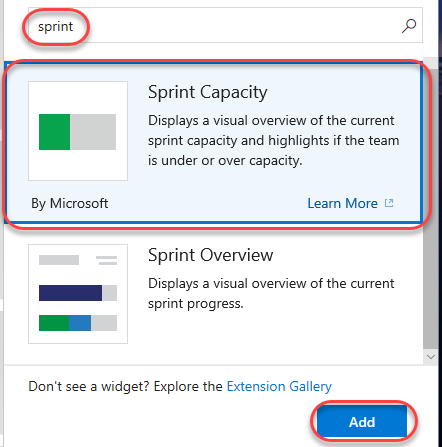 sprint
Sprint Capacity
Displays a visual overview of the current
sprint capacity and highlights if the team
is under or over capacity.
By Microsoft
Learn More
Sprint Overview
Displays a visual overview of the current
sprint progress.
Don't see a widget? Explore the Extension Gallery
Add